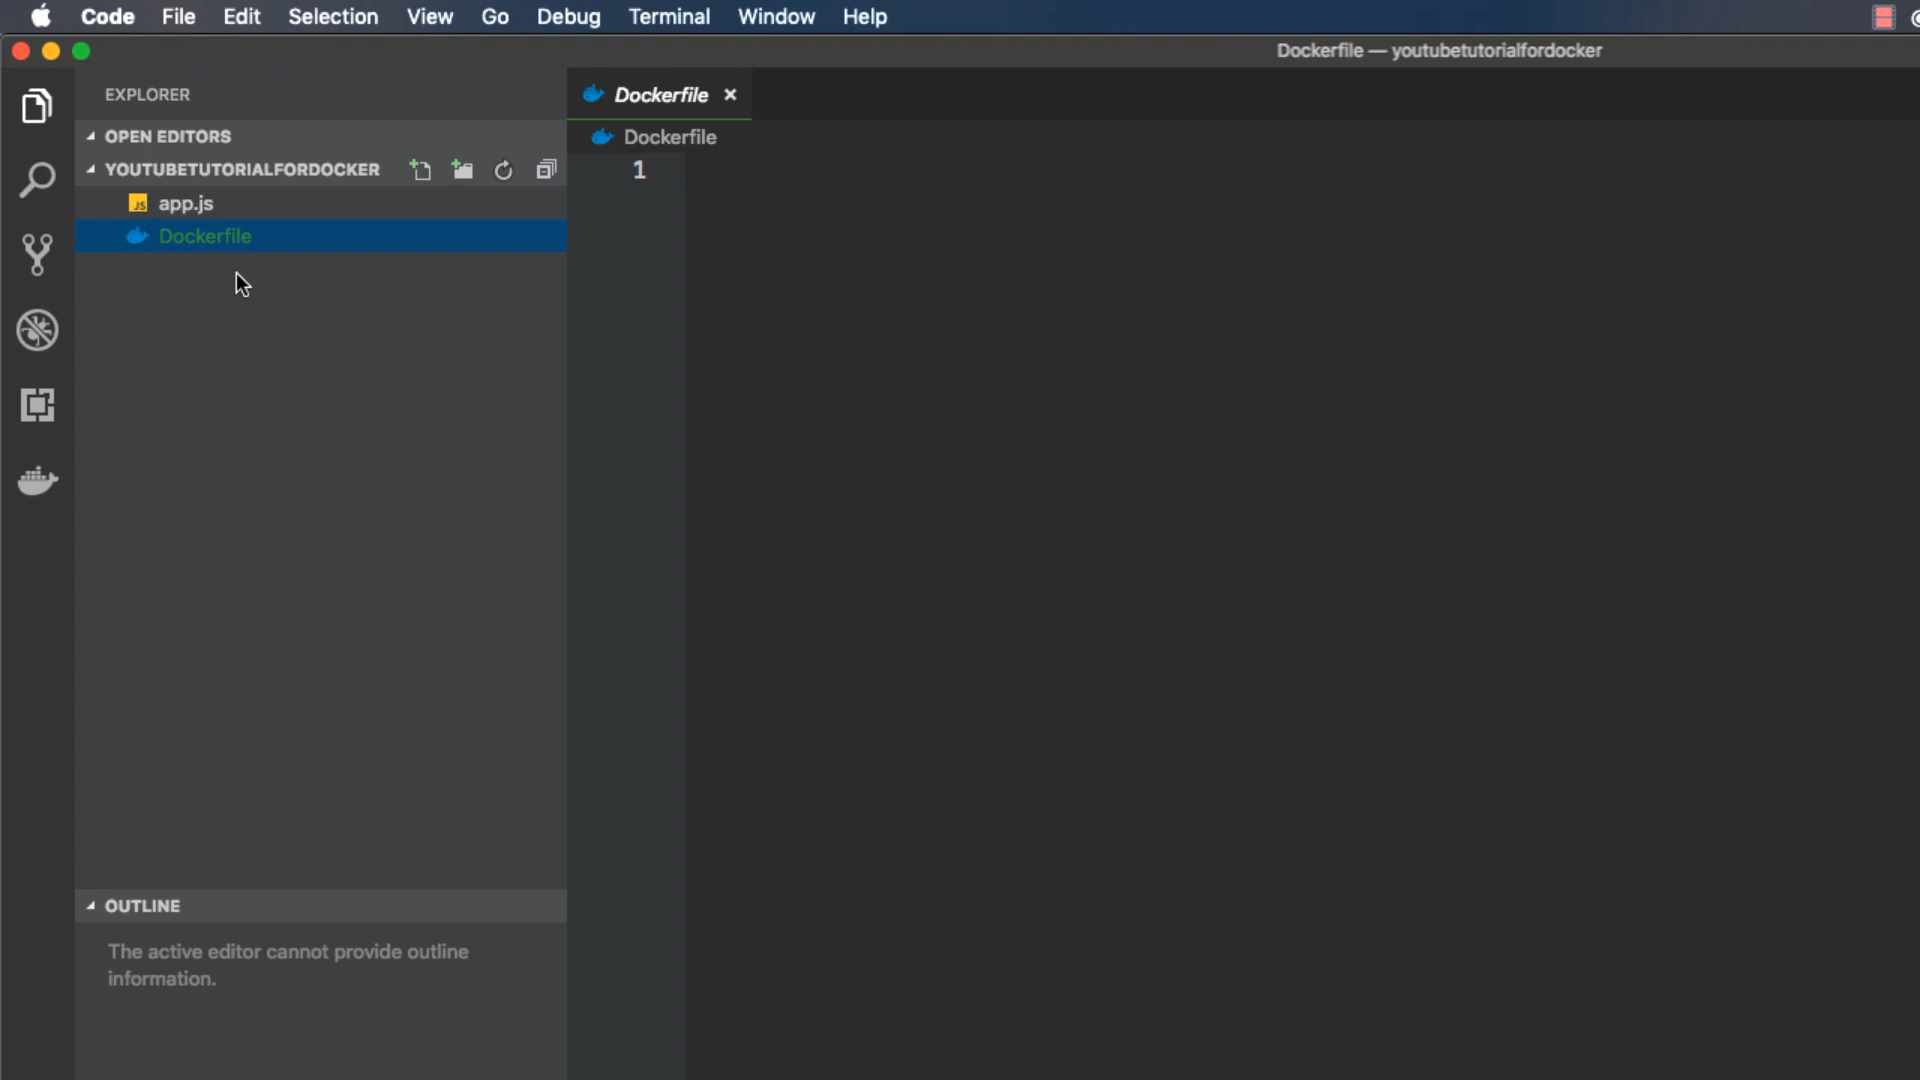 Code File Edit Selection View Go Debug Terminal Window Help
Dockerfile — youtubetutorialfordocker
EXPLORER
OPEN EDITORS
YOUTUBETUTORIALFORDOCKER
JS app.js
Dockerfile
Dockerfile ×
Dockerfile
1
OUTLINE
The active editor cannot provide outline
information.